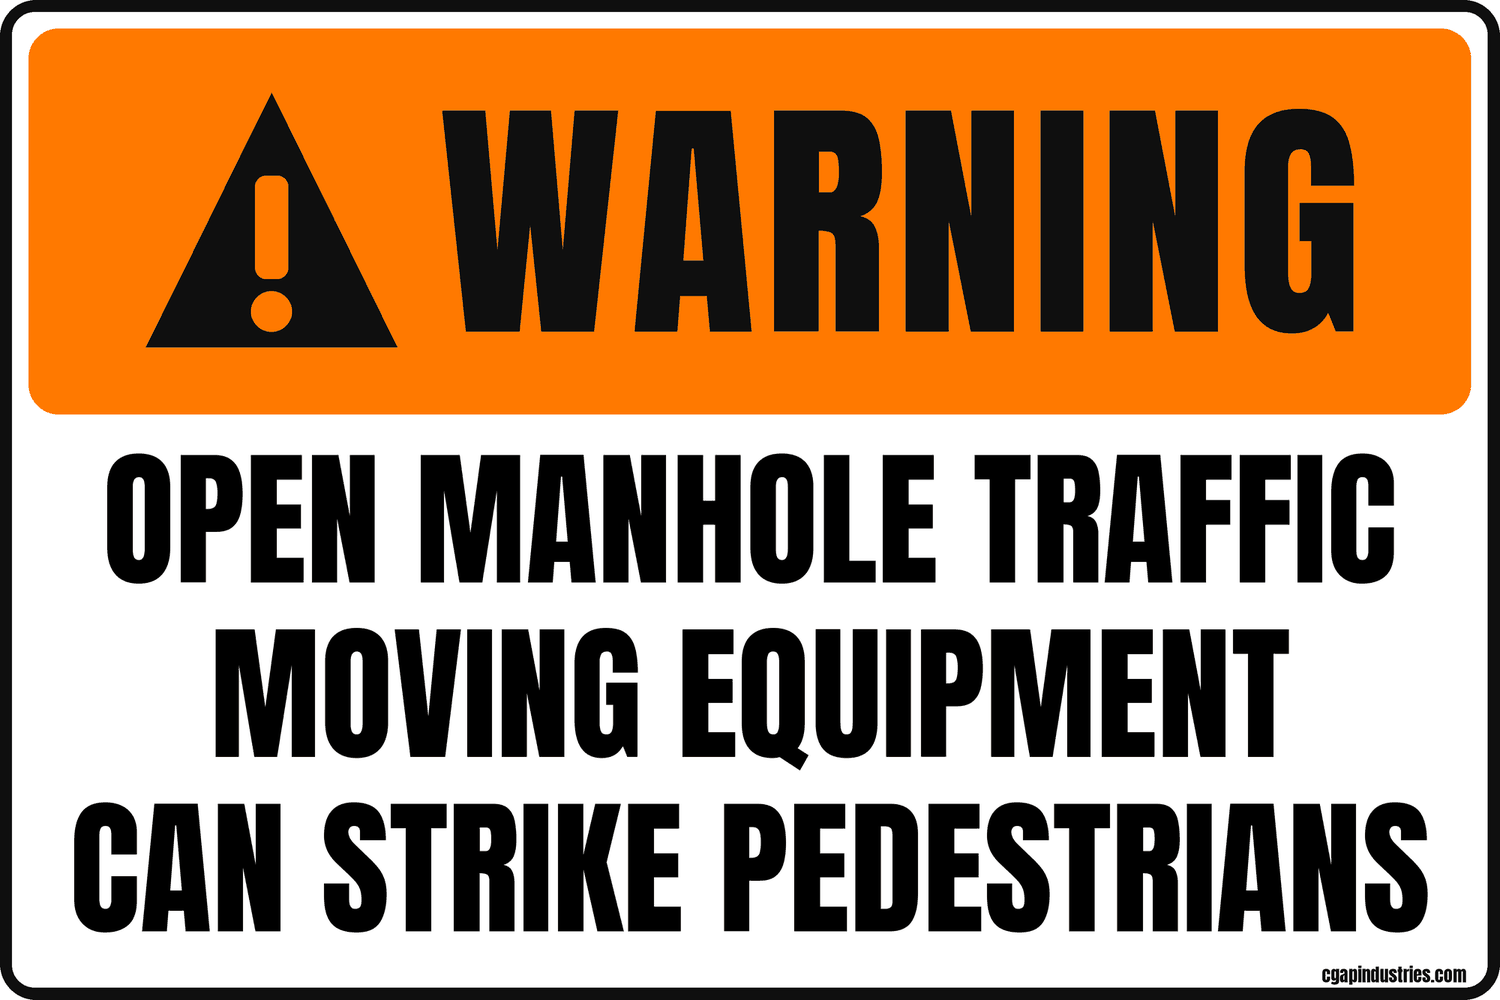 WARNING
OPEN MANHOLE TRAFFIC
MOVING EQUIPMENT
CAN STRIKE PEDESTRIANS
cgapindustries.com